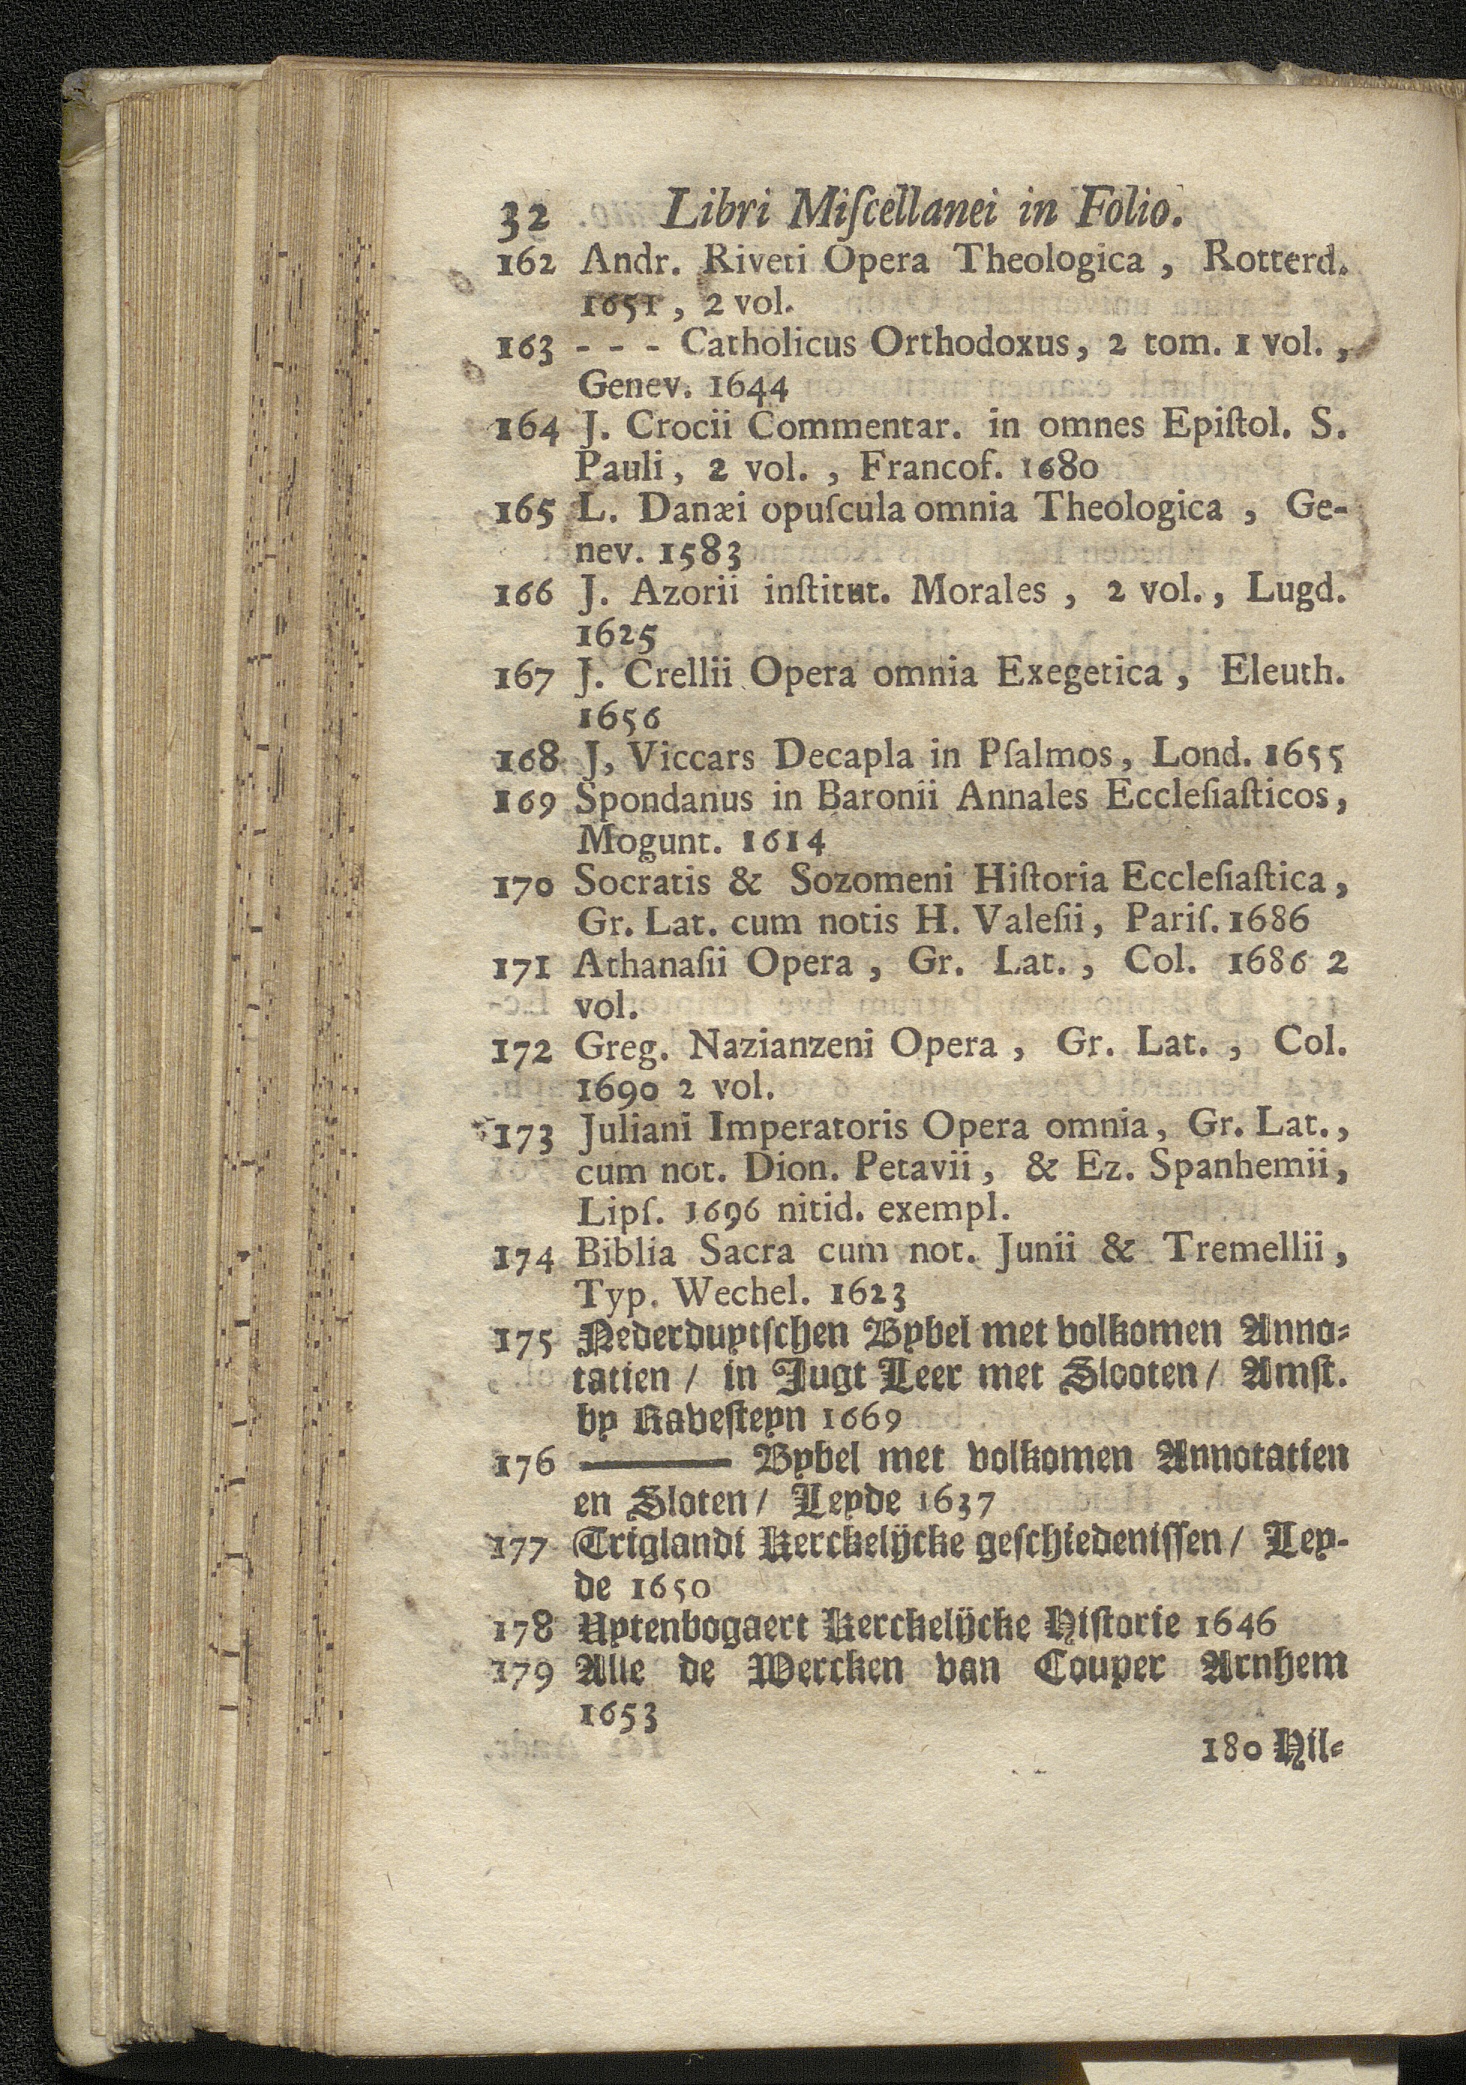 32 Libri Miſcellanei in Folio.
162 Andr. Riveti Opera Theologica, Rotterd.
1651, 2 vol.
163 - - - Catholicus Orthodoxus, 2 tom. 1 vol.,
Genev. 1644
164 J. Crocii Commentar. in omnes Epiſtol. S.
Pauli, 2 vol., Francof. 1680
165 L. Danæi opuſcula omnia Theologica, Ge-
nev. 1583
166 J. Azorii inſtitut. Morales, 2 vol., Lugd.
1625
167 J. Crellii Opera omnia Exegetica, Eleuth.
1656
168 J, Viccars Decapla in Pſalmos, Lond. 1655
169 Spondanus in Baronii Annales Eccleſiaſticos,
Mogunt. 1614
170 Socratis & Sozomeni Hiſtoria Eccleſiaſtica,
Gr. Lat. cum notis H. Valeſii, Pariſ. 1686
171 Athanaſii Opera, Gr. Lat., Col. 1686 2
vol.
172 Greg. Nazianzeni Opera, Gr. Lat., Col.
1690 2 vol.
173 Juliani Imperatoris Opera omnia, Gr. Lat.,
cum not. Dion. Petavii, & Ez. Spanhemii,
Lipſ. 1696 nitid. exempl.
174 Biblia Sacra cum not. Junii & Tremellii,
Typ. Wechel. 1623
175 Nederduytſchen Bybel met volkomen Anno-
tatien / in Jugt Leer met Slooten / Amſt.
by Raveſteyn 1669
176 ——— Bybel met volkomen Annotatien
en Sloten / Leyde 1637
177 Triglandi Kerckelijcke geſchiedeniſſen / Ley-
de 1650
178 Uytenbogaert Kerckelijcke Hiſtorie 1646
179 Alle de Wercken van Couper Arnhem
1653
180 Hil-